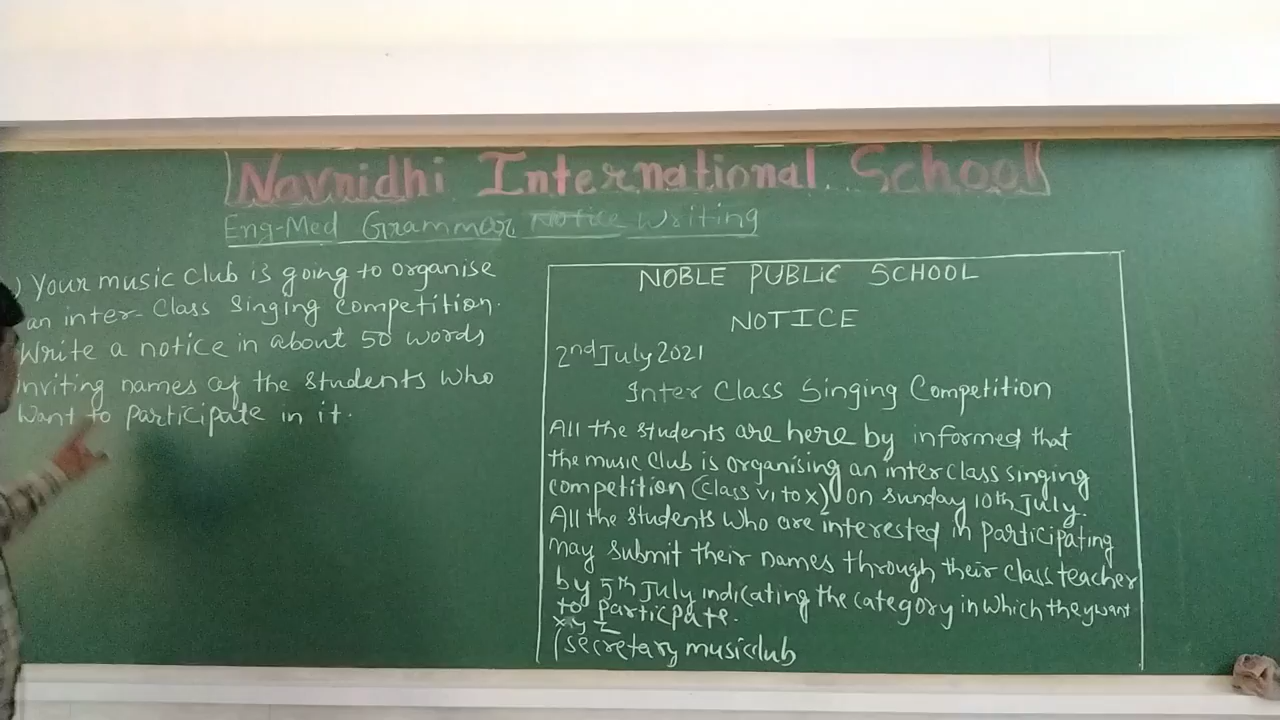 Navnidhi International School
Eng-Med Grammar Notice Writing
) Your music club is going to organise
an inter-Class Singing competition.
Write a notice in about 50 words
inviting names of the students who
want to participate in it.
NOBLE PUBLIC SCHOOL
NOTICE
2nd July 2021
Inter Class Singing Competition
All the students are here by informed that
the music club is organising an inter class singing
competition (class VI to X) on Sunday 10th July.
All the students who are interested in participating
may submit their names through their class teacher
by 5th July indicating the category in which they want
to particpate.
xyz
(secretary music club